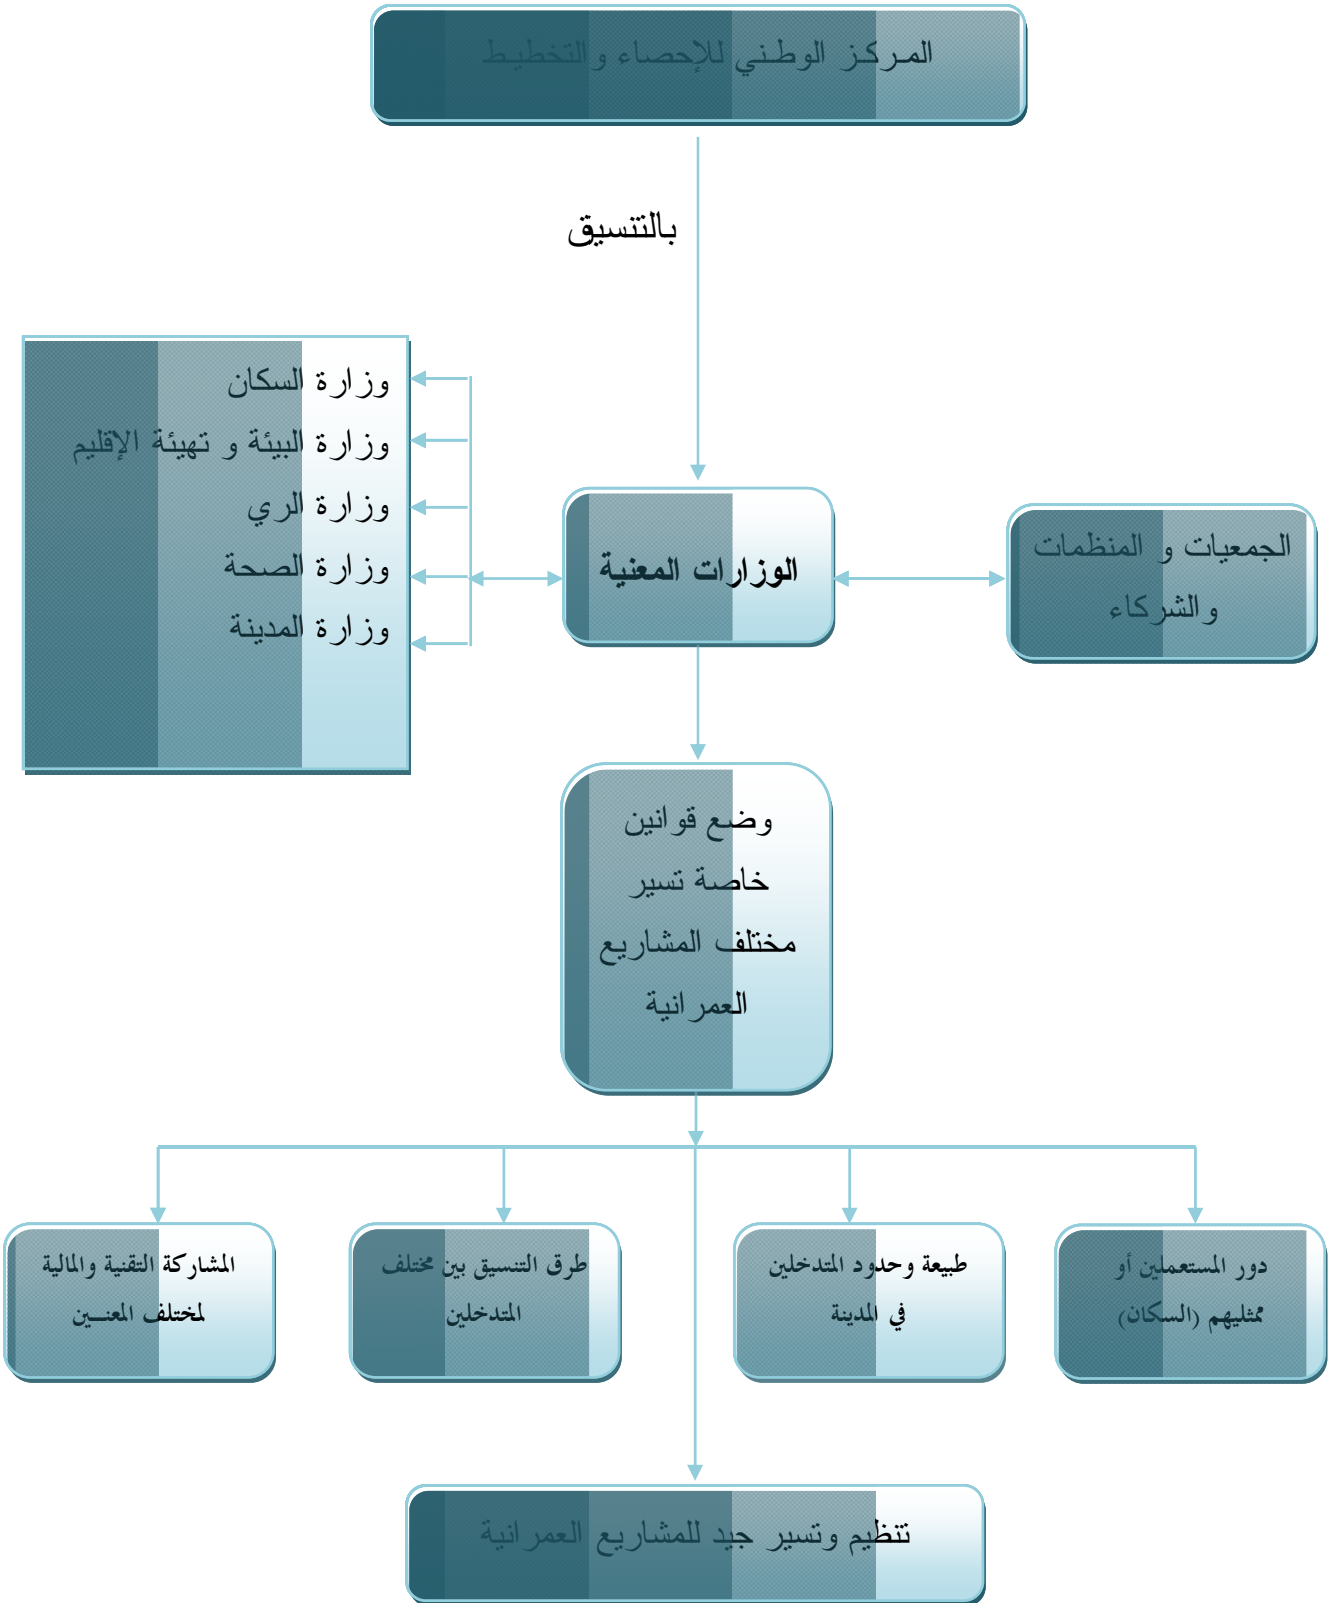 المركز الوطني للإحصاء والتخطيط
بالتنسيق
وزارة السكان
وزارة البيئة و تهيئة الإقليم
وزارة الري
وزارة الصحة
وزارة المدينة
الوزارات المعنية
الجمعيات و المنظمات
والشركاء
وضع قوانين
خاصة تسير
مختلف المشاريع
العمرانية
دور المستعملين أو
ممثليهم (السكان)
طبيعة وحدود المتدخلين
في المدينة
طرق التنسيق بين مختلف
المتدخلين
المشاركة التقنية والمالية
لمختلف المعنــين
تنظيم وتسير جيد للمشاريع العمرانية